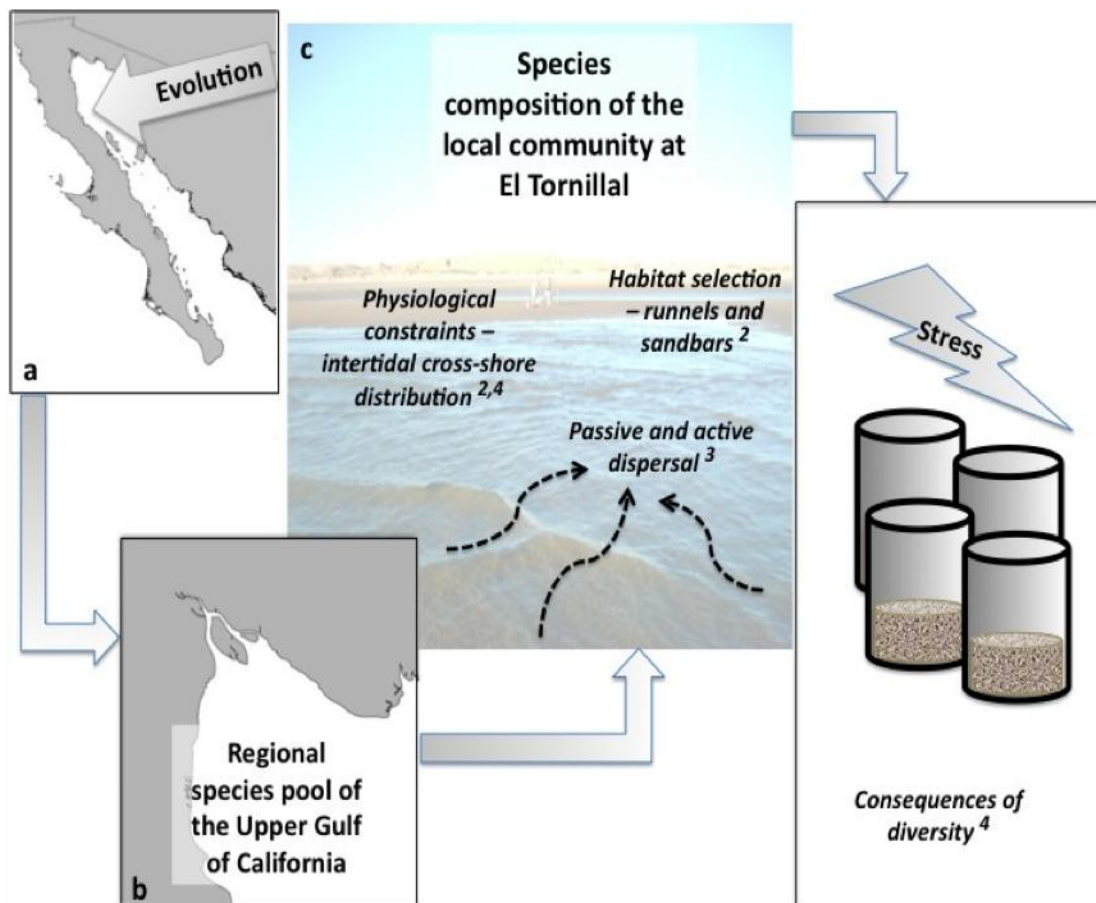 Evolution
a
c
Species
composition of the
local community at
El Tornillal
Physiological
constraints –
intertidal cross-shore
distribution 2,4
Habitat selection
– runnels and
sandbars 2
Passive and active
dispersal 3
Regional
species pool of
the Upper Gulf
of California
b
Stress
Consequences of
diversity 4